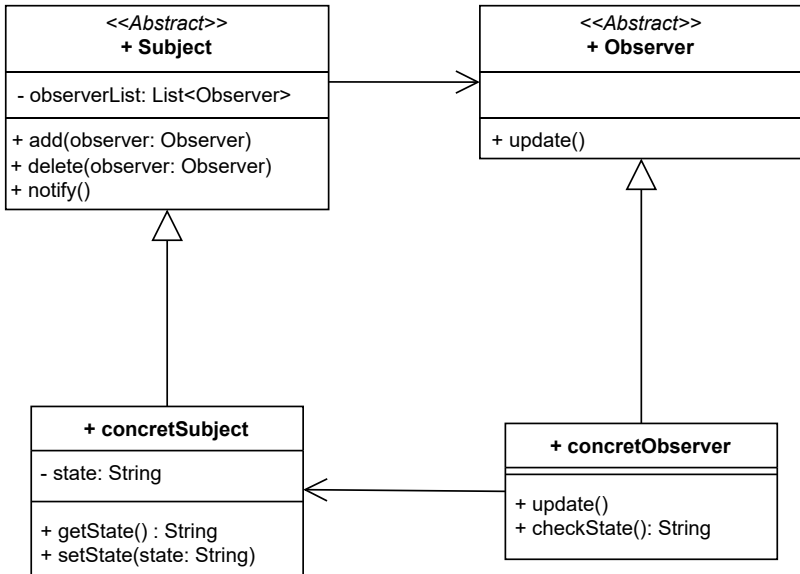 <<Abstract>>
+ Subject
- observerList: List<Observer>
+ add(observer: Observer)
+ delete(observer: Observer)
+ notify()
<<Abstract>>
+ Observer
+ update()
+ concretSubject
- state: String
+ getState() : String
+ setState(state: String)
+ concretObserver
+ update()
+ checkState(): String